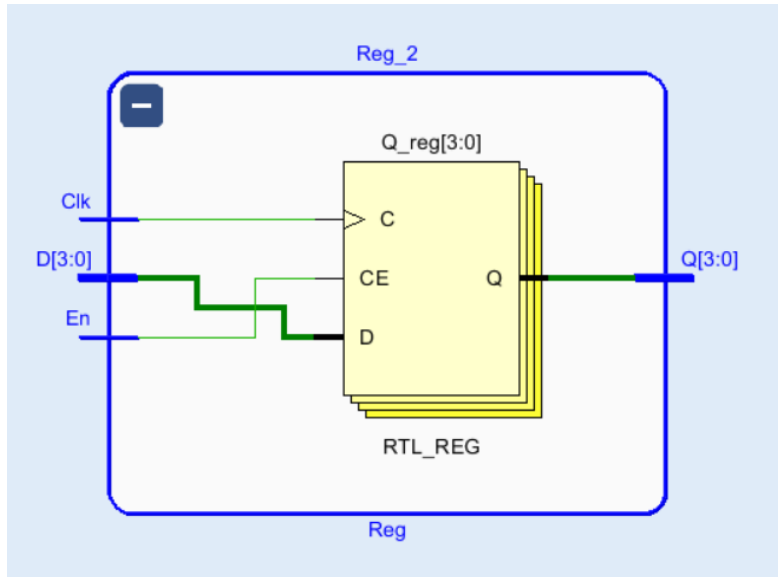 Reg_2
Q_reg[3:0]
Clk
C
D[3:0]
CE
Q
Q[3:0]
En
D
RTL_REG
Reg